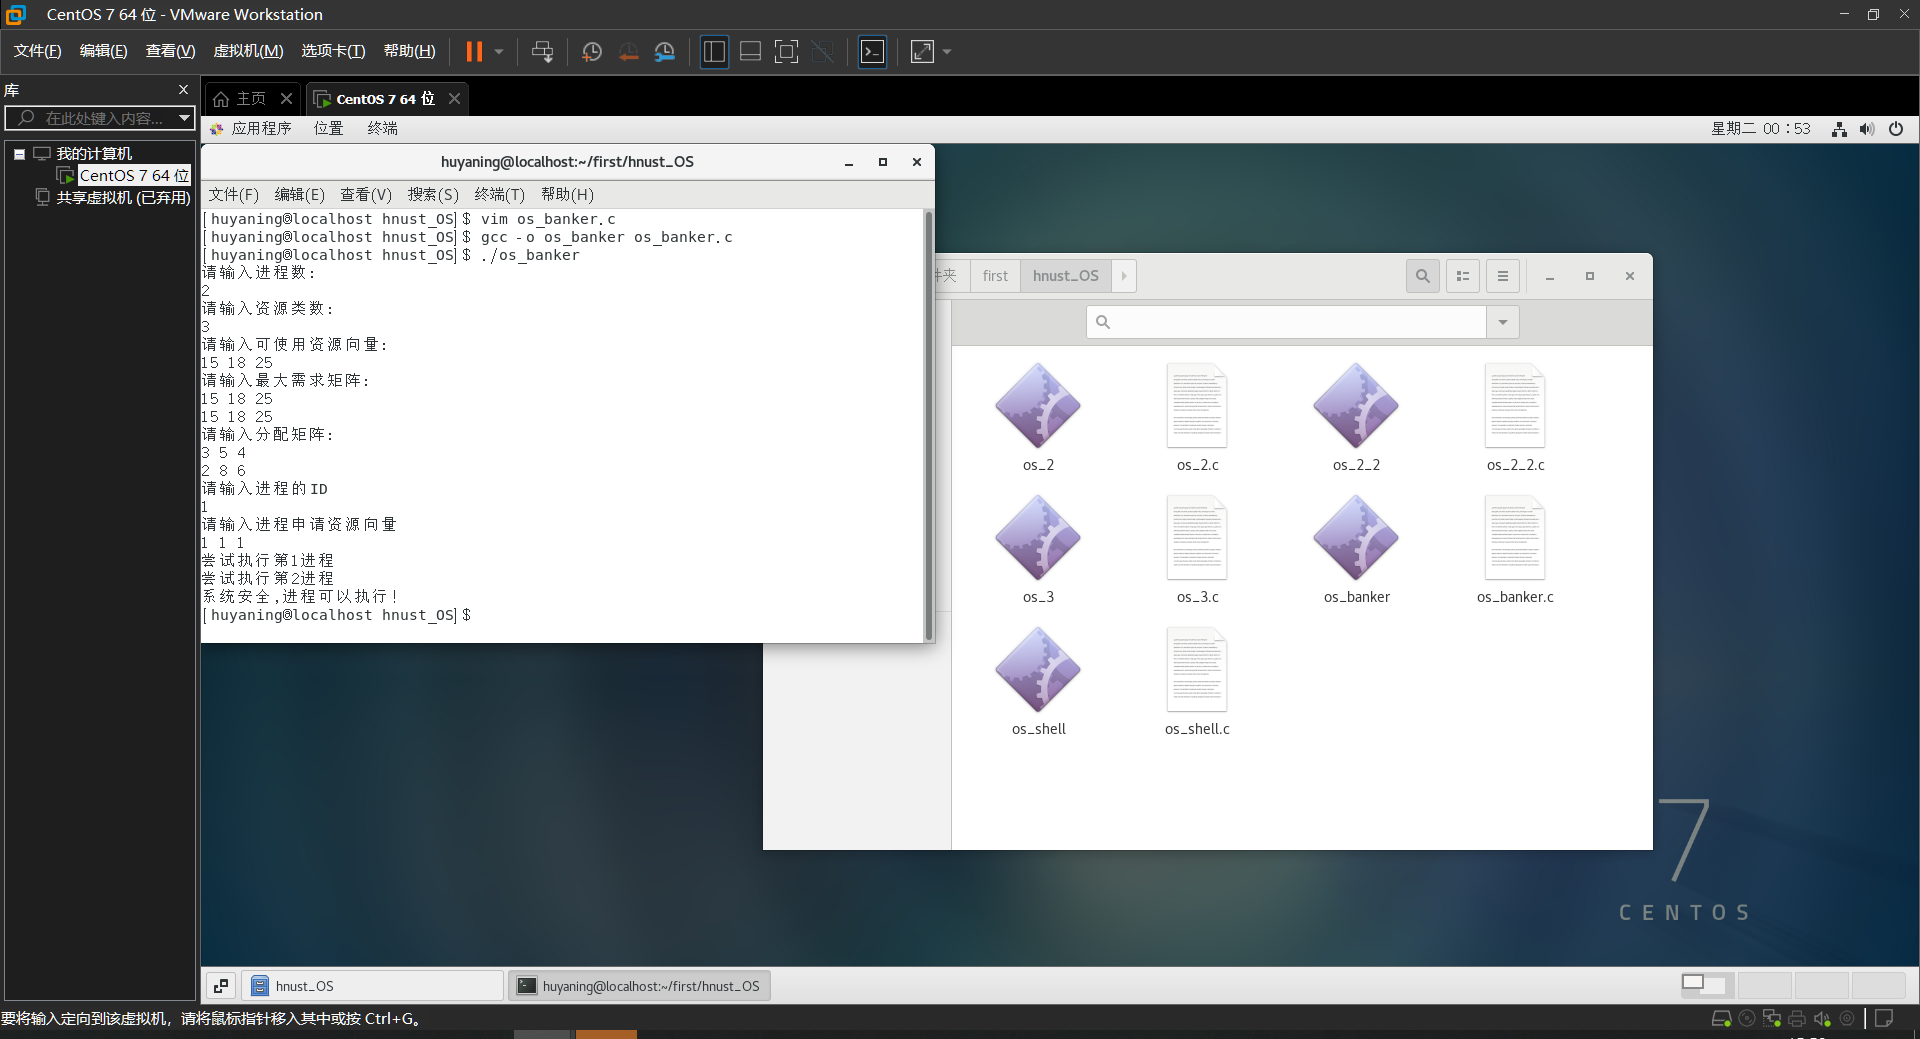 CentOS 7 64 位 - VMware Workstation
文件(F) 编辑(E) 查看(V) 虚拟机(M) 选项卡(T) 帮助(H)
库
在此处键入内容...
我的计算机
CentOS 7 64 位
共享虚拟机 (已弃用)
主页 CentOS 7 64 位
应用程序 位置 终端 星期二 00：53
huyaning@localhost:~/first/hnust_OS
文件(F) 编辑(E) 查看(V) 搜索(S) 终端(T) 帮助(H)
[huyaning@localhost hnust_OS]$ vim os_banker.c
[huyaning@localhost hnust_OS]$ gcc -o os_banker os_banker.c
[huyaning@localhost hnust_OS]$ ./os_banker
请输入进程数:
2
请输入资源类数:
3
请输入可使用资源向量:
15 18 25
请输入最大需求矩阵:
15 18 25
15 18 25
请输入分配矩阵:
3 5 4
2 8 6
请输入进程的ID
1
请输入进程申请资源向量
1 1 1
尝试执行第1进程
尝试执行第2进程
系统安全,进程可以执行!
[huyaning@localhost hnust_OS]$
件夹 first hnust_OS
os_2 os_2.c os_2_2 os_2_2.c
os_3 os_3.c os_banker os_banker.c
os_shell os_shell.c
7
CENTOS
hnust_OS huyaning@localhost:~/first/hnust_OS
要将输入定向到该虚拟机，请将鼠标指针移入其中或按 Ctrl+G。